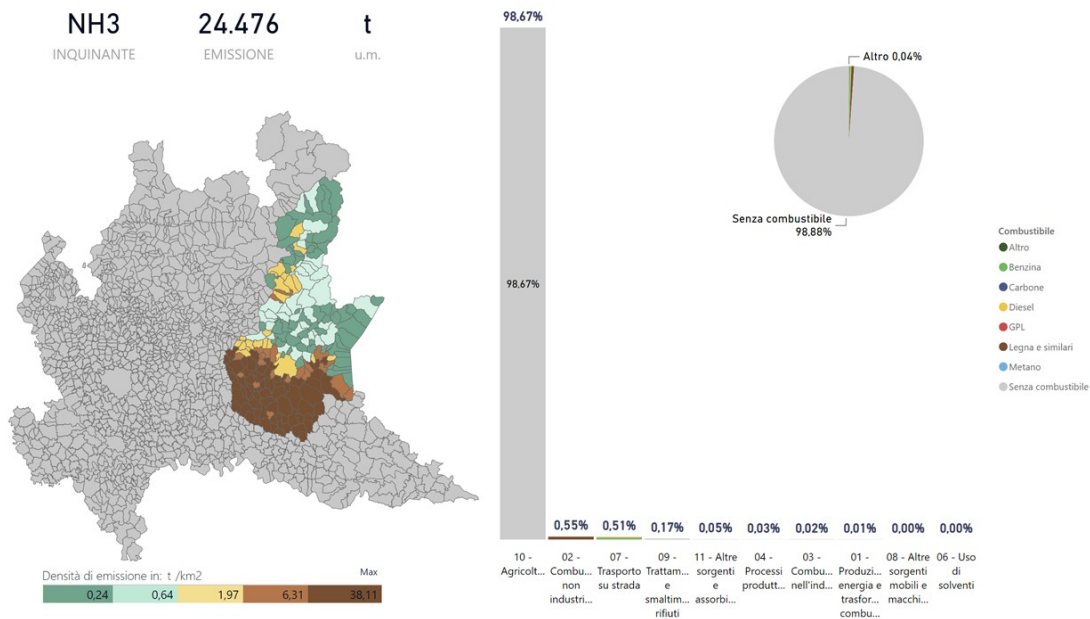 NH3
24.476
t
INQUINANTE
EMISSIONE
u.m.
98,67%
Altro 0,04%
Senza combustibile
98,88%
98,67%
Combustibile
Altro
Benzina
Carbone
Diesel
GPL
Legna e similari
Metano
Senza combustibile
Densità di emissione in: t /km2
Max
0,24
0,64
1,97
6,31
38,11
0,55%
0,51%
0,17%
0,05%
0,03%
0,02%
0,01%
0,00%
0,00%
10 -
Agricolt...
02 -
Combu...
non
industri...
07 -
Trasporto
su strada
09 -
Trattam...
e
smaltim...
rifiuti
11 - Altre
sorgenti
e
assorbi...
04 -
Processi
produtt...
03 -
Combu...
nell'ind...
01 -
Produzi...
energia e
trasfor...
combu...
08 - Altre
sorgenti
mobili e
macchi...
06 - Uso
di
solventi